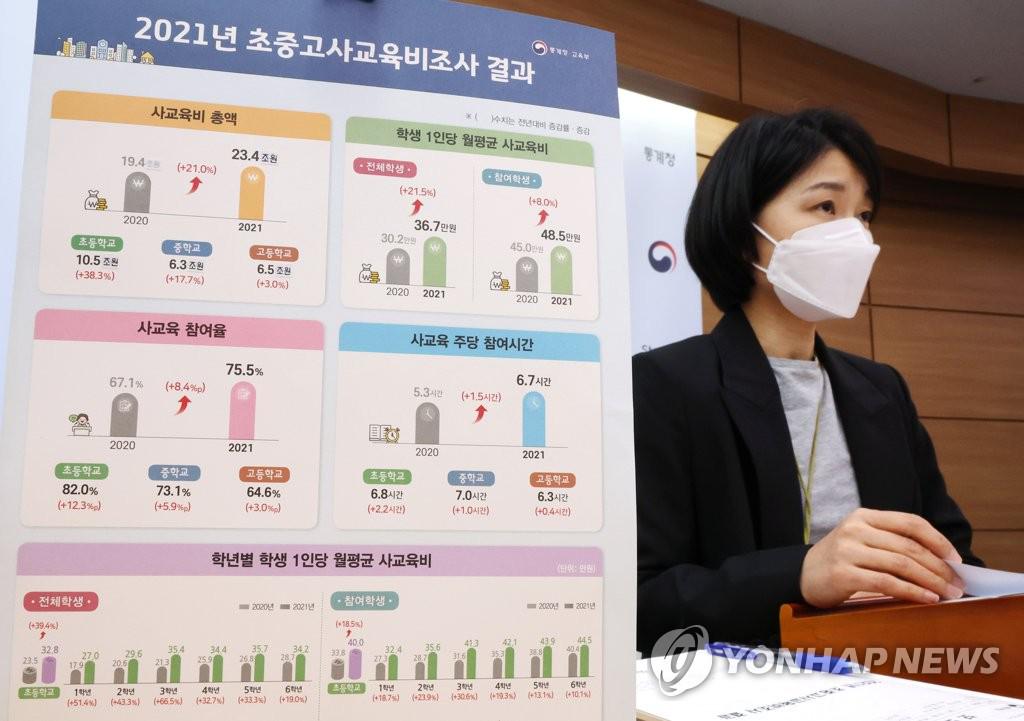 2021년 초중고사교육비조사 결과
통계청 교육부
※ ( )수치는 전년대비 증감률·증감
사교육비 총액
19.4조원
(+21.0%)
23.4조원
2020
2021
초등학교 중학교 고등학교
10.5조원 6.3조원 6.5조원
(+38.3%) (+17.7%) (+3.0%)
학생 1인당 월평균 사교육비
• 전체학생 •
(+21.5%)
30.2만원
36.7만원
2020 2021
• 참여학생 •
(+8.0%)
45.0만원
48.5만원
2020 2021
사교육 참여율
67.1%
(+8.4%p)
75.5%
2020
2021
초등학교 중학교 고등학교
82.0% 73.1% 64.6%
(+12.3%p) (+5.9%p) (+3.0%p)
사교육 주당 참여시간
5.3시간
(+1.5시간)
6.7시간
2020
2021
초등학교 중학교 고등학교
6.8시간 7.0시간 6.3시간
(+2.2시간) (+1.0시간) (+0.4시간)
학년별 학생 1인당 월평균 사교육비
(단위: 만원)
• 전체학생 •
2020년 2021년
(+39.4%)
23.5 32.8 17.9 27.0 20.6 29.6 21.3 35.4 25.9 34.4 26.8 35.7 28.8 34.2
초등학교 1학년 2학년 3학년 4학년 5학년 6학년
(+51.4%) (+43.3%) (+66.5%) (+32.7%) (+33.3%) (+19.0%)
• 참여학생 •
2020년 2021년
(+18.5%)
33.8 40.0 27.3 32.4 28.7 35.6 31.6 41.3 35.3 42.1 38.8 43.9 40.4 44.5
초등학교 1학년 2학년 3학년 4학년 5학년 6학년
(+18.7%) (+23.9%) (+30.6%) (+19.3%) (+13.1%) (+10.1%)
통계청
YONHAP NEWS